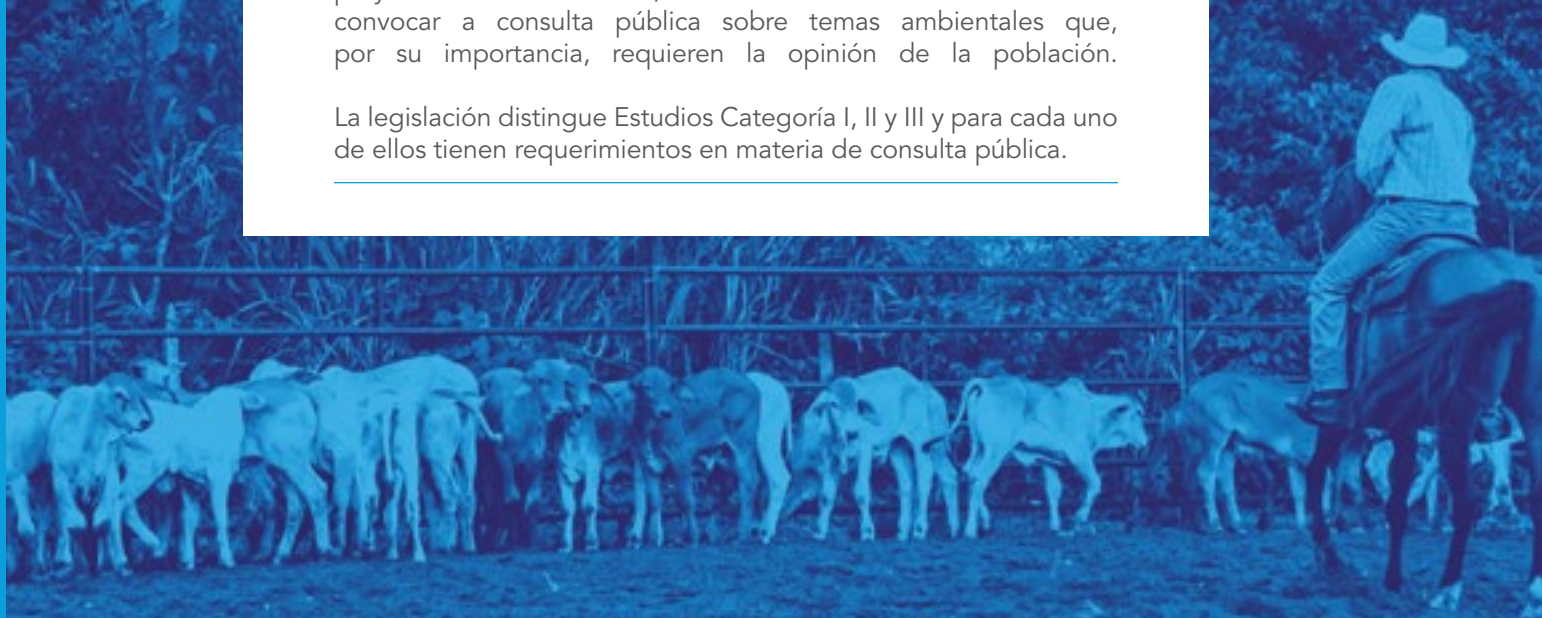 convocar a consulta pública sobre temas ambientales que,
por su importancia, requieren la opinión de la población.
La legislación distingue Estudios Categoría I, II y III y para cada uno
de ellos tienen requerimientos en materia de consulta pública.